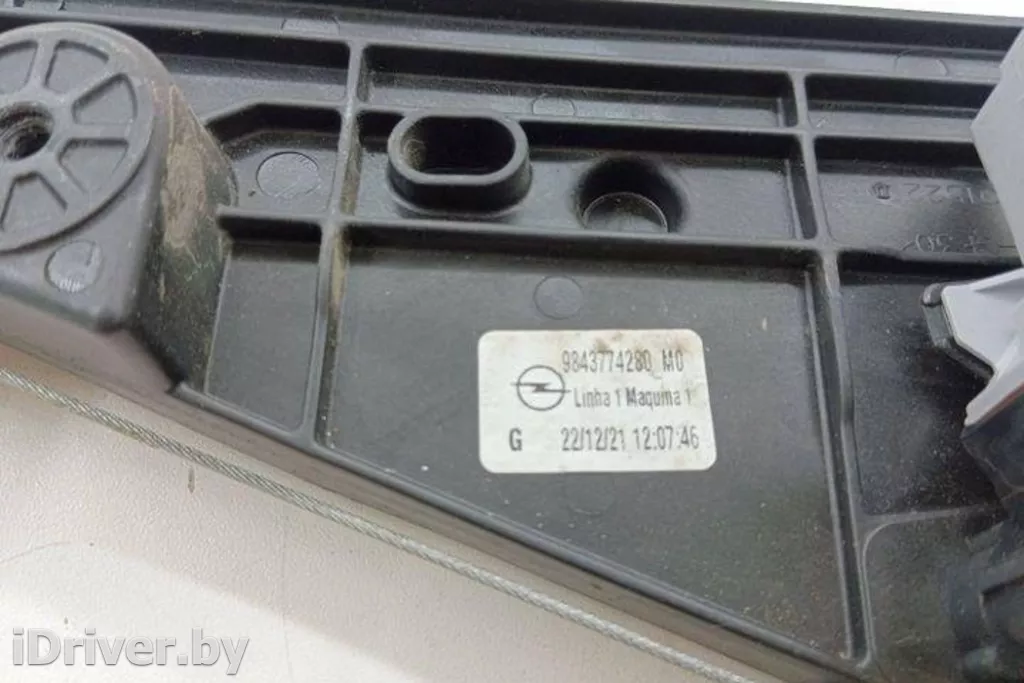 9843774280 M0
Linha 1 Maquina 1
G 22/12/21 12:07:46
iDriver.by